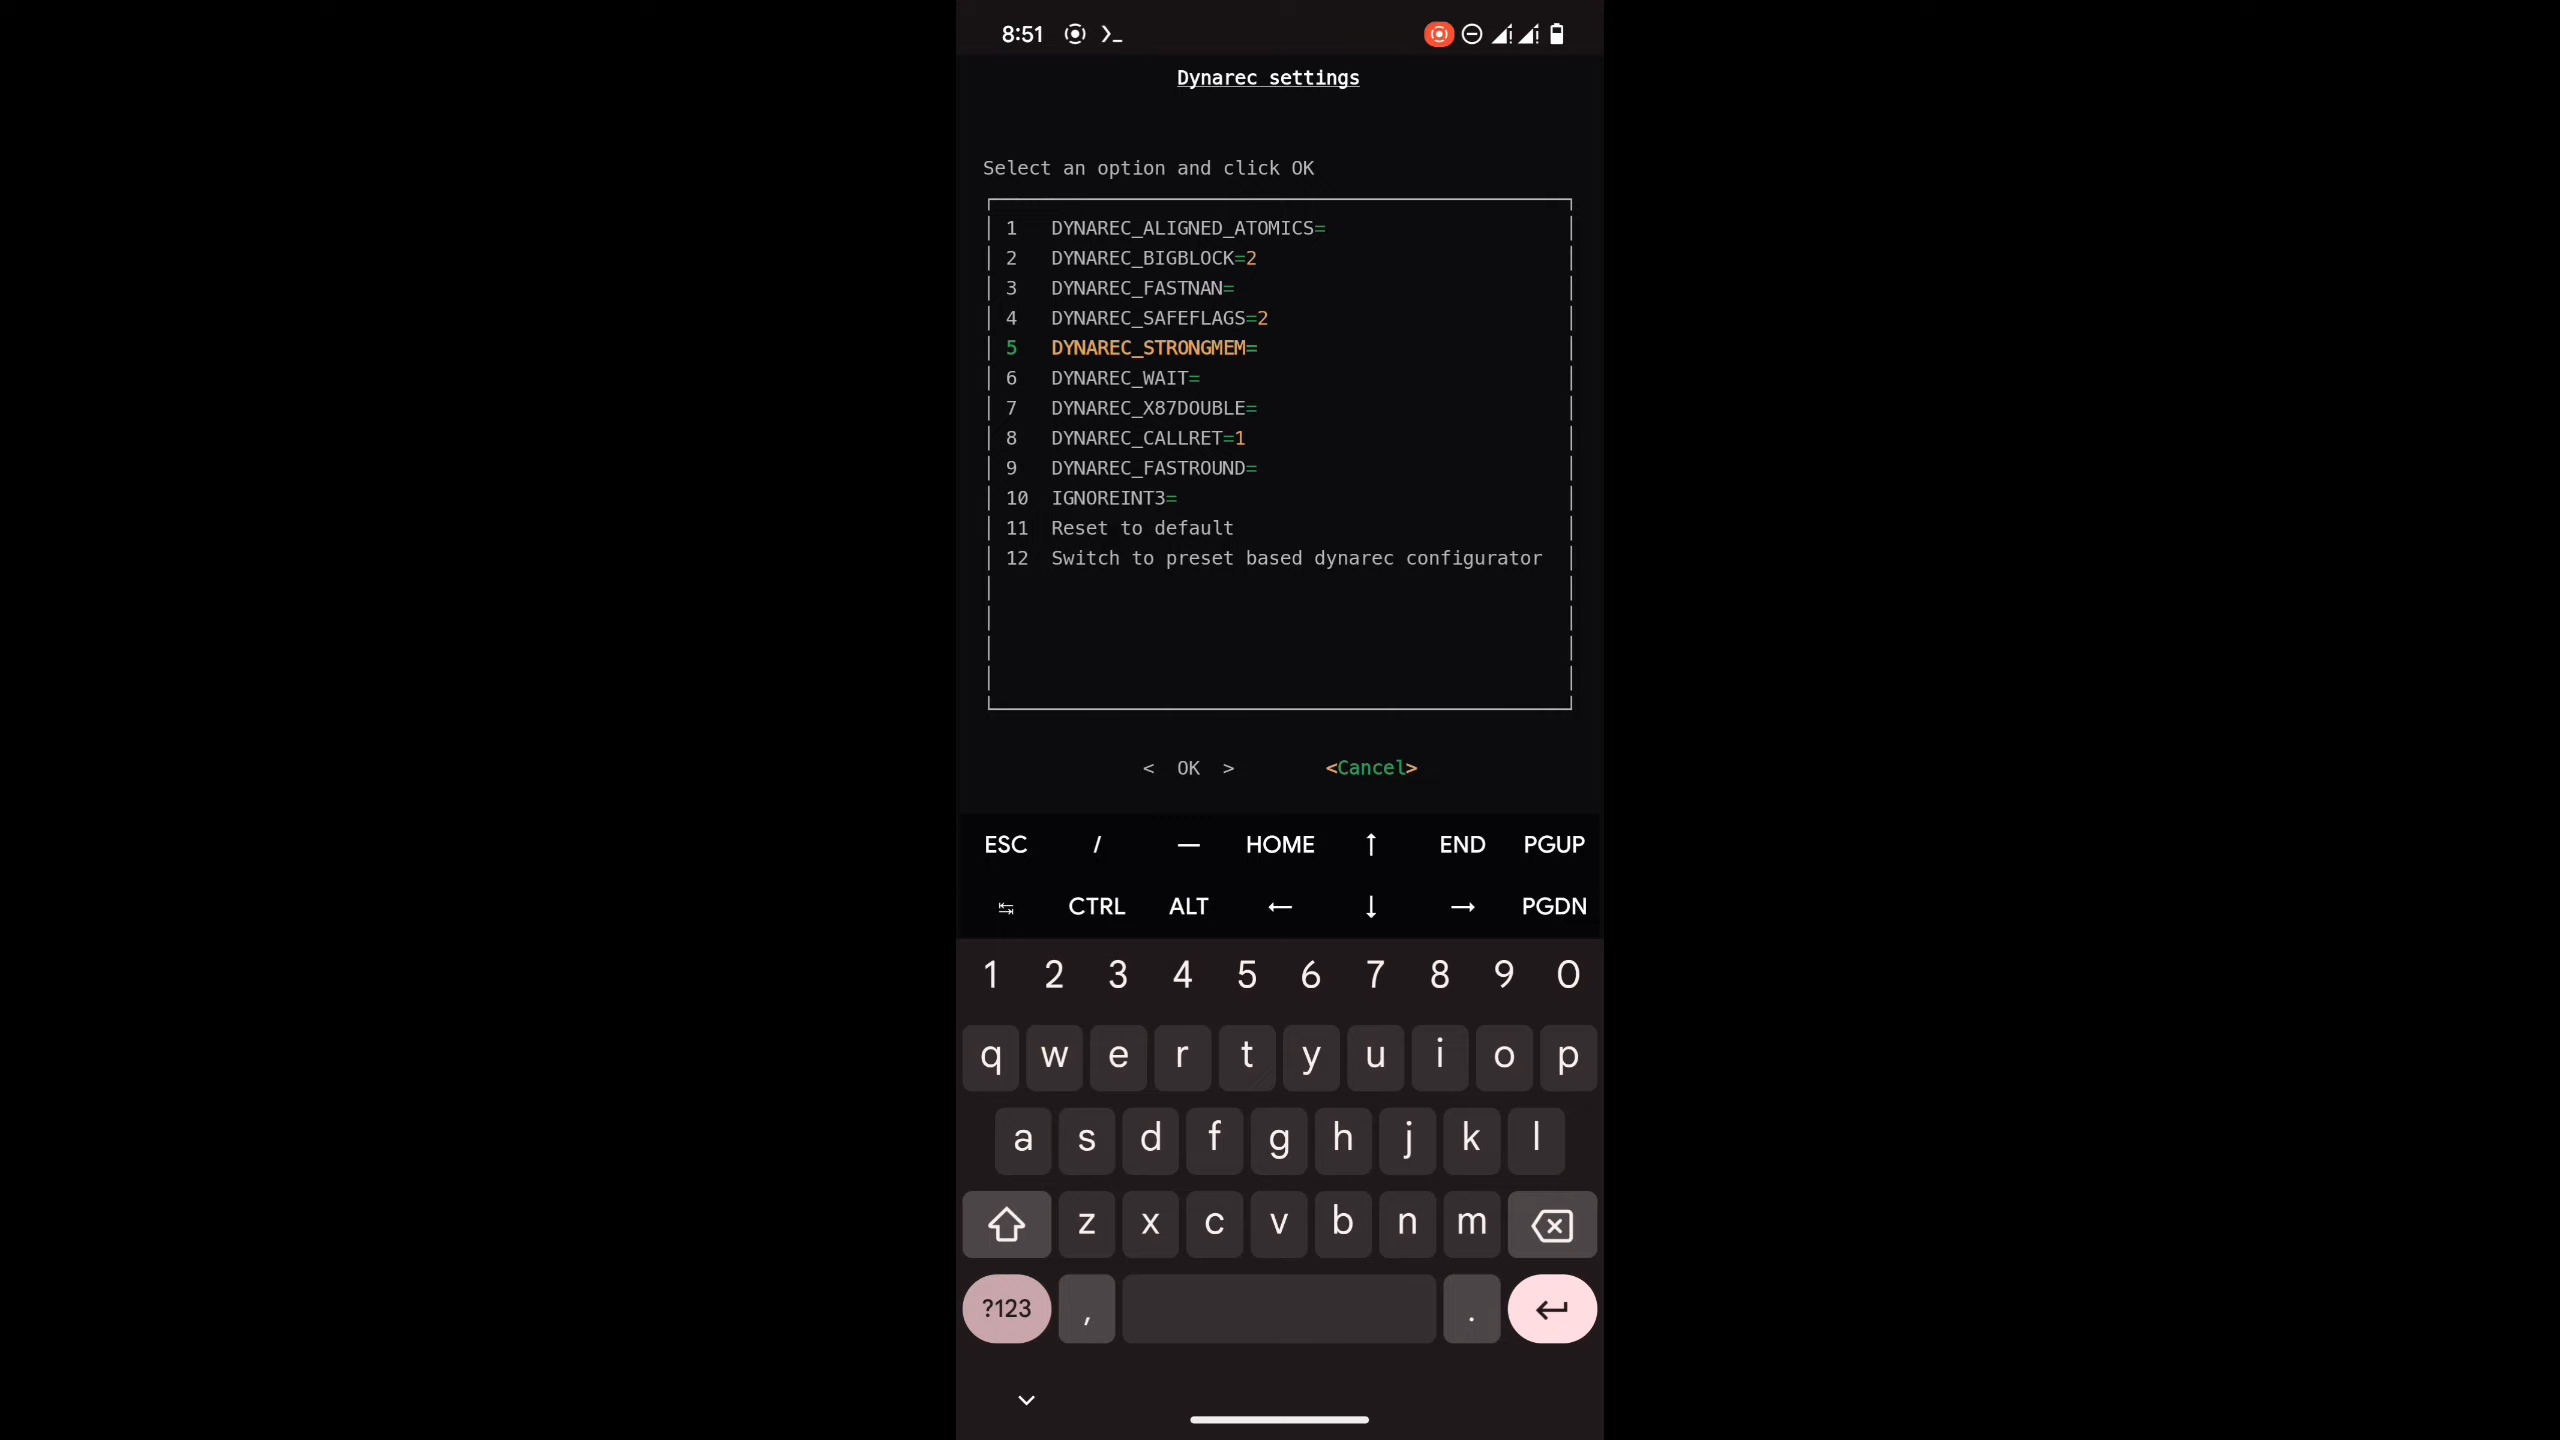 8:51
Dynarec settings
Select an option and click OK
1 DYNAREC_ALIGNED_ATOMICS=
2 DYNAREC_BIGBLOCK=2
3 DYNAREC_FASTNAN=
4 DYNAREC_SAFEFLAGS=2
5 DYNAREC_STRONGMEM=
6 DYNAREC_WAIT=
7 DYNAREC_X87DOUBLE=
8 DYNAREC_CALLRET=1
9 DYNAREC_FASTROUND=
10 IGNOREINT3=
11 Reset to default
12 Switch to preset based dynarec configurator
< OK > <Cancel>
ESC / — HOME ↑ END PGUP
↹ CTRL ALT ← ↓ → PGDN
1 2 3 4 5 6 7 8 9 0
q w e r t y u i o p
a s d f g h j k l
z x c v b n m
?123 , .